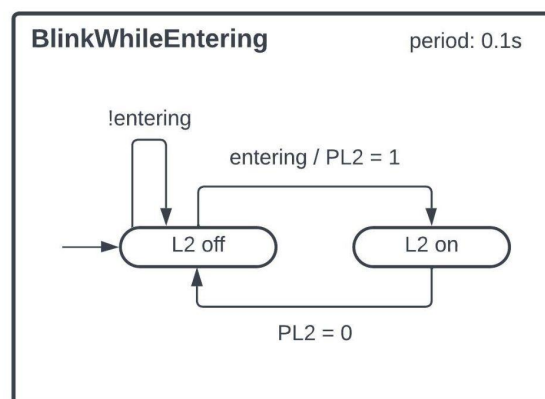 BlinkWhileEntering
period: 0.1s
!entering
entering / PL2 = 1
L2 off
L2 on
PL2 = 0